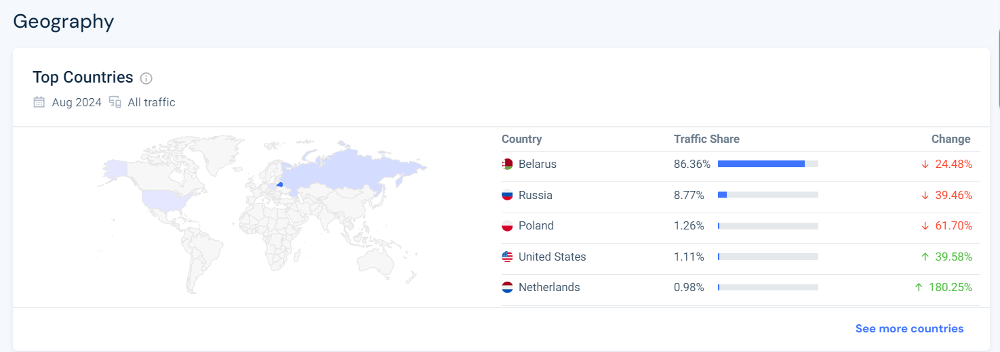 Geography
Top Countries
Aug 2024 All traffic
Country Traffic Share Change
Belarus 86.36% ↓ 24.48%
Russia 8.77% ↓ 39.46%
Poland 1.26% ↓ 61.70%
United States 1.11% ↑ 39.58%
Netherlands 0.98% ↑ 180.25%
See more countries